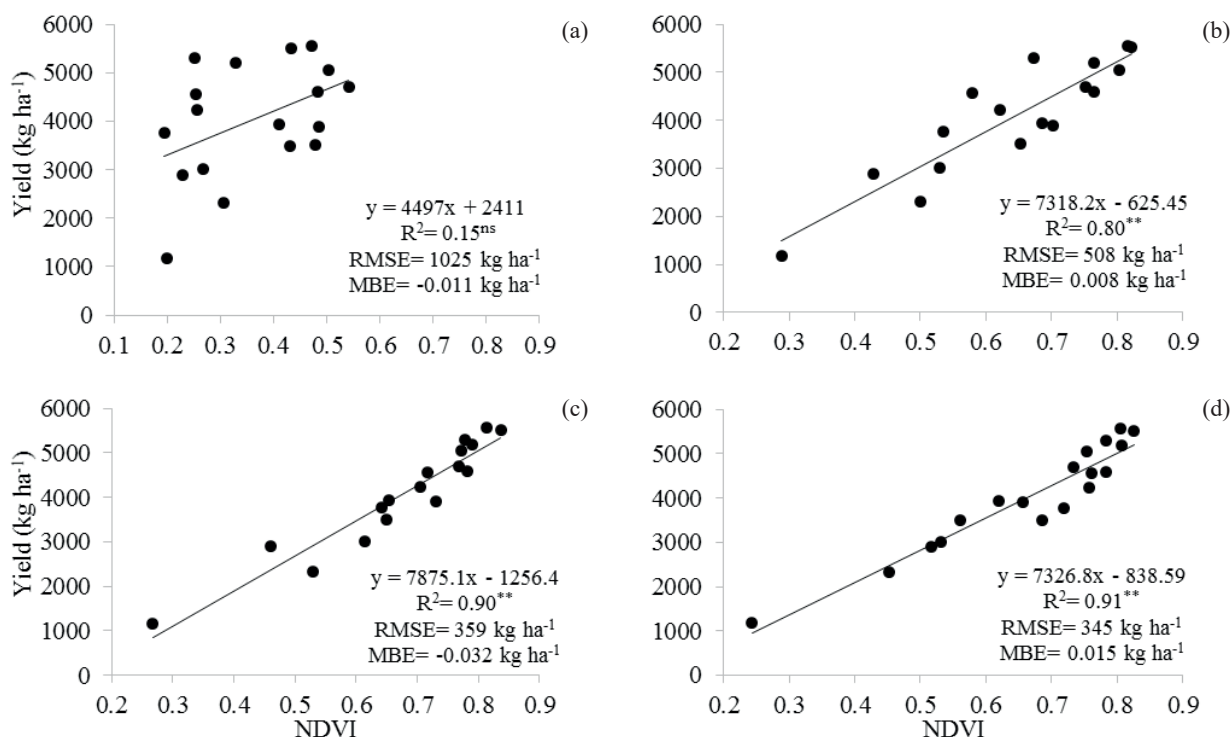 (a)
6000
5000
4000
3000
2000
1000
0
Yield (kg ha-1)
y = 4497x + 2411
R2= 0.15ns
RMSE= 1025 kg ha-1
MBE= -0.011 kg ha-1
0.1 0.2 0.3 0.4 0.5 0.6 0.7 0.8 0.9
(b)
6000
5000
4000
3000
2000
1000
0
y = 7318.2x - 625.45
R2= 0.80**
RMSE= 508 kg ha-1
MBE= 0.008 kg ha-1
0.2 0.3 0.4 0.5 0.6 0.7 0.8 0.9
(c)
6000
5000
4000
3000
2000
1000
0
Yield (kg ha-1)
y = 7875.1x - 1256.4
R2= 0.90**
RMSE= 359 kg ha-1
MBE= -0.032 kg ha-1
0.2 0.3 0.4 0.5 0.6 0.7 0.8 0.9
NDVI
(d)
6000
5000
4000
3000
2000
1000
0
y = 7326.8x - 838.59
R2= 0.91**
RMSE= 345 kg ha-1
MBE= 0.015 kg ha-1
0.2 0.3 0.4 0.5 0.6 0.7 0.8 0.9
NDVI